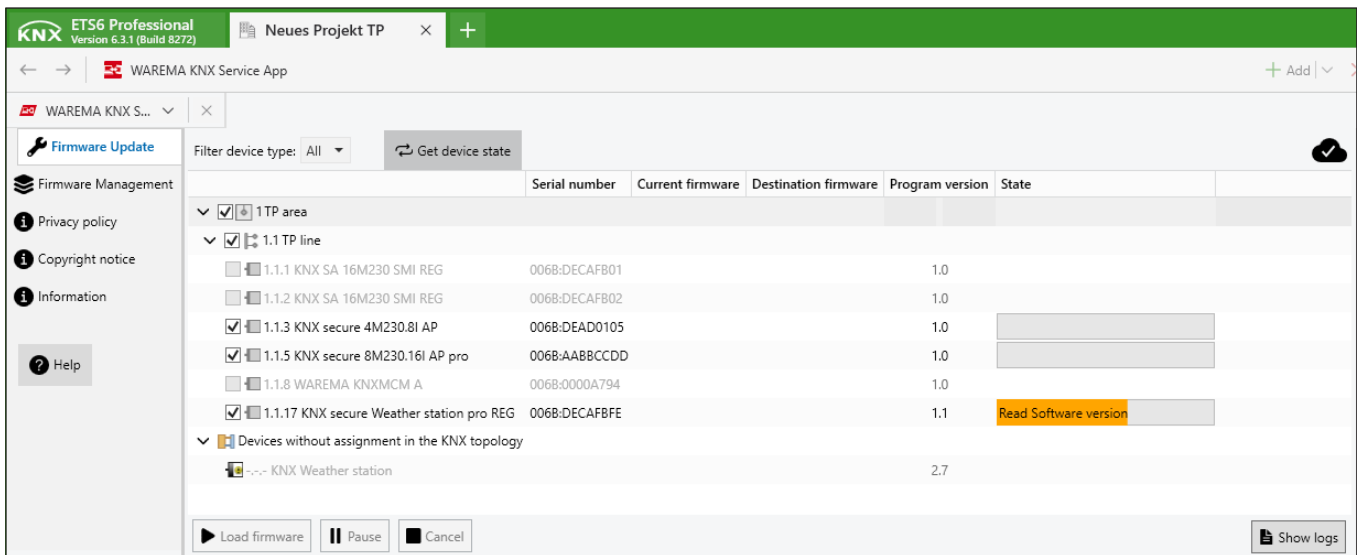 KNX ETS6 Professional
Version 6.3.1 (Build 8272)
Neues Projekt TP
WAREMA KNX Service App
Add
WAREMA KNX S...
Firmware Update
Firmware Management
Privacy policy
Copyright notice
Information
Help
Filter device type: All
Get device state
Serial number Current firmware Destination firmware Program version State
1 TP area
1.1 TP line
1.1.1 KNX SA 16M230 SMI REG 006B:DECAFB01 1.0
1.1.2 KNX SA 16M230 SMI REG 006B:DECAFB02 1.0
1.1.3 KNX secure 4M230.8I AP 006B:DEAD0105 1.0
1.1.5 KNX secure 8M230.16I AP pro 006B:AABBCCDD 1.0
1.1.8 WAREMA KNXMCM A 006B:0000A794 1.0
1.1.17 KNX secure Weather station pro REG 006B:DECAFBFE 1.1 Read Software version
Devices without assignment in the KNX topology
-.-.- KNX Weather station 2.7
Load firmware Pause Cancel Show logs